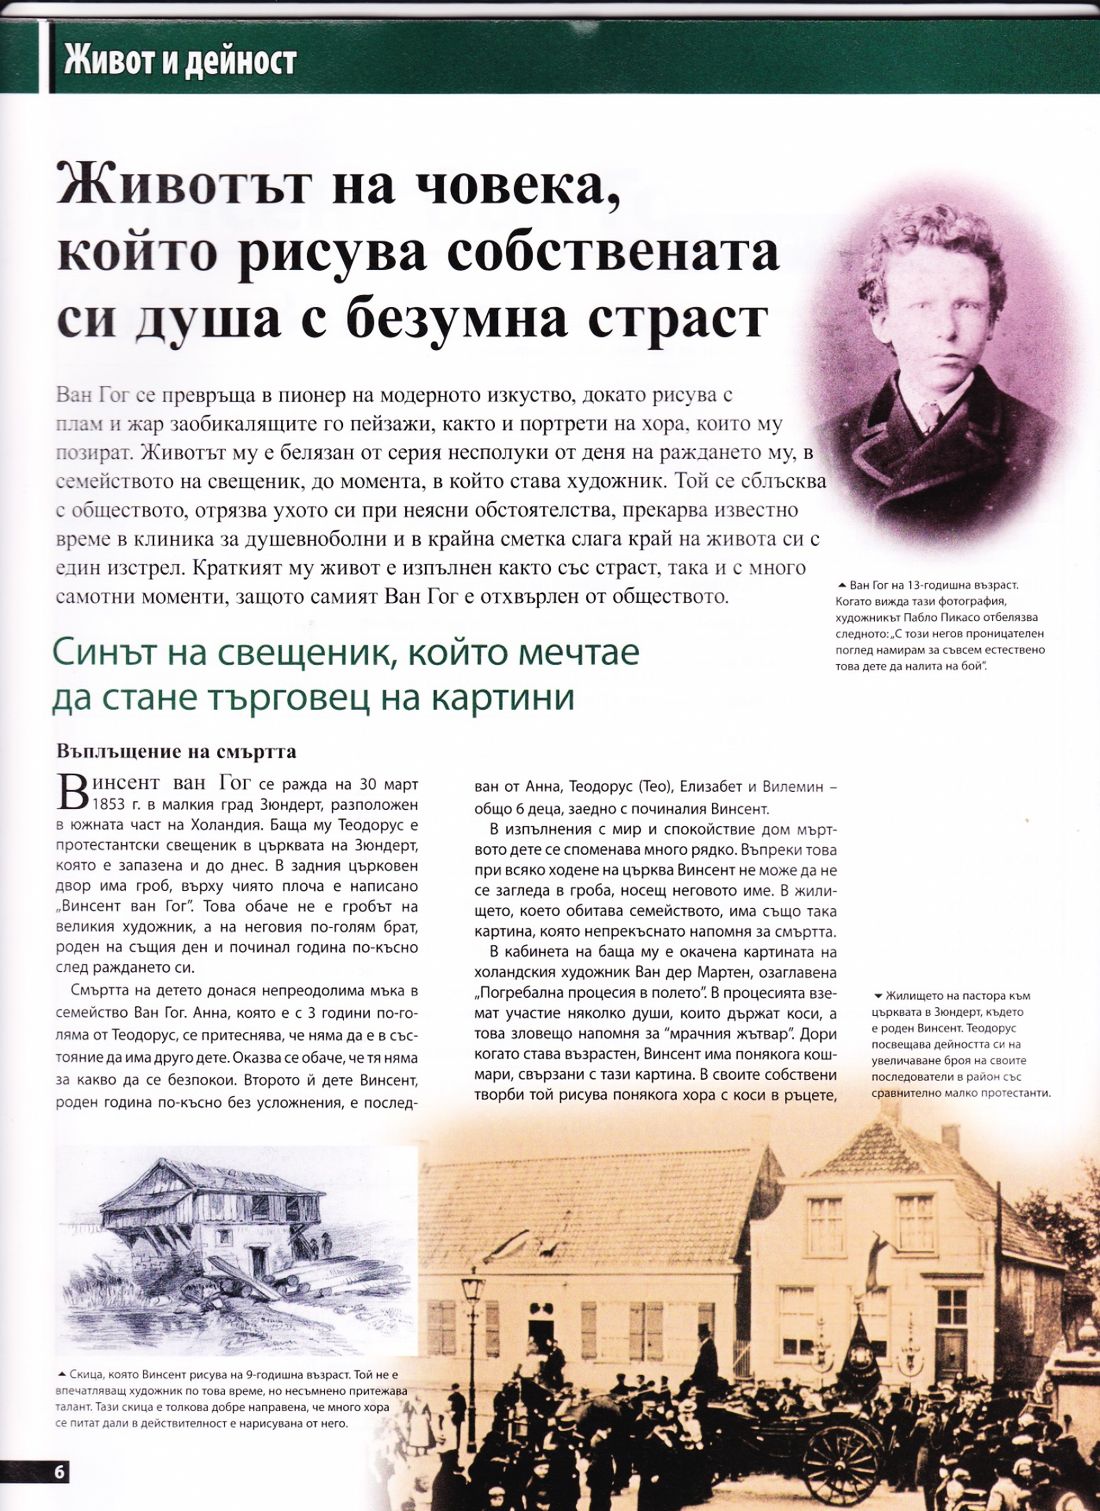 Живот и дейност
Животът на човека,
който рисува собствената
си душа с безумна страст
Ван Гог се превръща в пионер на модерното изкуство, докато рисува с
плам и жар заобикалящите го пейзажи, както и портрети на хора, които му
позират. Животът му е белязан от серия несполуки от деня на раждането му, в
семейството на свещеник, до момента, в който става художник. Той се сблъсква
с обществото, отрязва ухото си при неясни обстоятелства, прекарва известно
време в клиника за душевноболни и в крайна сметка слага край на живота си с
един изстрел. Краткият му живот е изпълнен както със страст, така и с много
самотни моменти, защото самият Ван Гог е отхвърлен от обществото.
Ван Гог на 13-годишна възраст.
Когато вижда тази фотография,
художникът Пабло Пикасо отбелязва
следното: „С този негов проницателен
поглед намирам за съвсем естествено
това дете да налита на бой".
Синът на свещеник, който мечтае
да стане търговец на картини
Въплъщение на смъртта
Винсент ван Гог се ражда на 30 март
1853 г. в малкия град Зюндерт, разположен
в южната част на Холандия. Баща му Теодорус е
протестантски свещеник в църквата на Зюндерт,
която е запазена и до днес. В задния църковен
двор има гроб, върху чиято плоча е написано
„Винсент ван Гог". Това обаче не е гробът на
великия художник, а на неговия по-голям брат,
роден на същия ден и починал година по-късно
след раждането си.
Смъртта на детето донася непреодолима мъка в
семейство Ван Гог. Анна, която е с 3 години по-го-
ляма от Теодорус, се притеснява, че няма да е в със-
тояние да има друго дете. Оказва се обаче, че тя няма
за какво да се безпокои. Второто й дете Винсент,
роден година по-късно без усложнения, е послед-
ван от Анна, Теодорус (Тео), Елизабет и Вилемин –
общо 6 деца, заедно с починалия Винсент.
В изпълнения с мир и спокойствие дом мърт-
вото дете се споменава много рядко. Въпреки това
при всяко ходене на църква Винсент не може да не
се загледа в гроба, носещ неговото име. В жили-
щето, което обитава семейството, има също така
картина, която непрекъснато напомня за смъртта.
В кабинета на баща му е окачена картината на
холандския художник Ван дер Мартен, озаглавена
„Погребална процесия в полето". В процесията взе-
мат участие няколко души, които държат коси, а
това зловещо напомня за "мрачния жътвар". Дори
когато става възрастен, Винсент има понякога кош-
мари, свързани с тази картина. В своите собствени
творби той рисува понякога хора с коси в ръцете,
Жилището на пастора към
църквата в Зюндерт, където
е роден Винсент. Теодорус
посвещава дейността си на
увеличаване броя на своите
последователи в район със
сравнително малко протестанти.
Скица, която Винсент рисува на 9-годишна възраст. Той не е
впечатляващ художник по това време, но несъмнено притежава
талант. Тази скица е толкова добре направена, че много хора
се питат дали в действителност е нарисувана от него.
6